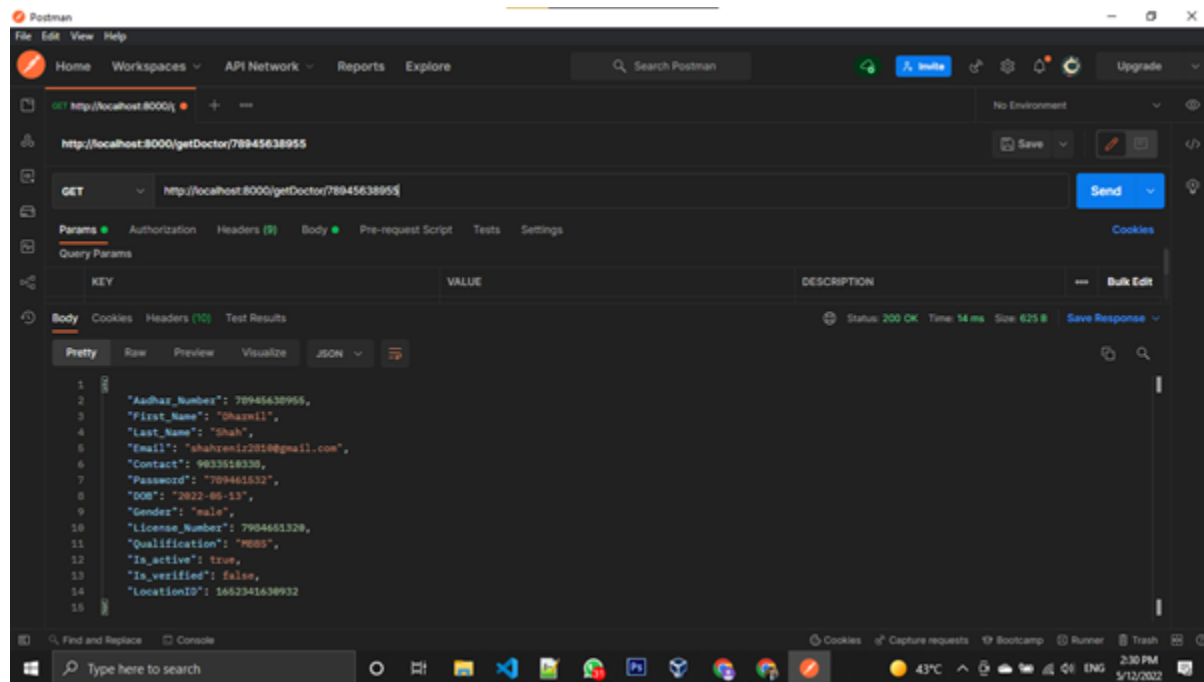 Postman
File Edit View Help
Home Workspaces API Network Reports Explore Search Postman Invite Upgrade
GET http://localhost:8000/g No Environment
http://localhost:8000/getDoctor/78945638955 Save
GET http://localhost:8000/getDoctor/78945638955 Send
Params Authorization Headers (9) Body Pre-request Script Tests Settings Cookies
Query Params
KEY VALUE DESCRIPTION Bulk Edit
Body Cookies Headers (10) Test Results Status: 200 OK Time: 14 ms Size: 625 B Save Response
Pretty Raw Preview Visualize JSON
1 {
2 "Aadhar_Number": 78945638955,
3 "First_Name": "Dharmil",
4 "Last_Name": "Shah",
5 "Email": "shahreniz2810@gmail.com",
6 "Contact": 9033510338,
7 "Password": "789461532",
8 "DOB": "2022-05-13",
9 "Gender": "male",
10 "License_Number": 7984651320,
11 "Qualification": "MBBS",
12 "Is_active": true,
13 "Is_verified": false,
14 "LocationID": 1652341630932
15 }
Find and Replace Console Cookies Capture requests Bootcamp Runner Trash
Type here to search 43°C ENG 2:30 PM
5/12/2022